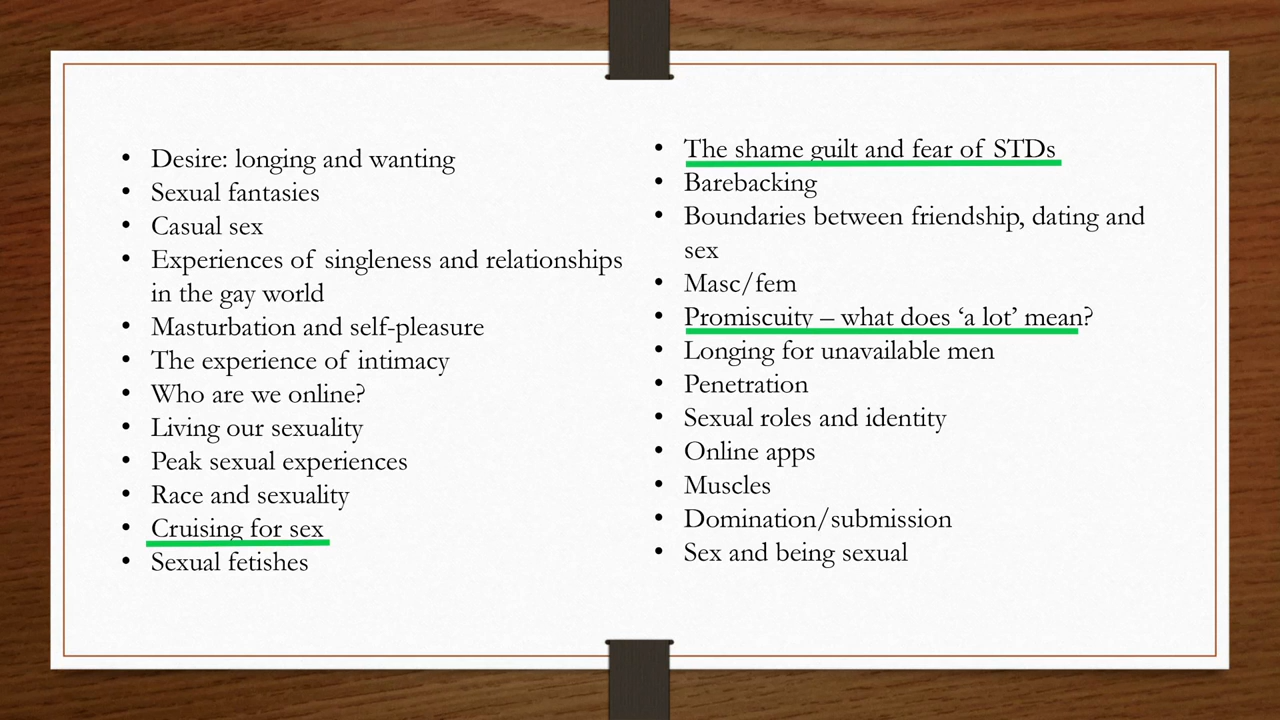 • Desire: longing and wanting
• Sexual fantasies
• Casual sex
• Experiences of singleness and relationships
in the gay world
• Masturbation and self-pleasure
• The experience of intimacy
• Who are we online?
• Living our sexuality
• Peak sexual experiences
• Race and sexuality
• Cruising for sex
• Sexual fetishes
• The shame guilt and fear of STDs
• Barebacking
• Boundaries between friendship, dating and
sex
• Masc/fem
• Promiscuity – what does ‘a lot’ mean?
• Longing for unavailable men
• Penetration
• Sexual roles and identity
• Online apps
• Muscles
• Domination/submission
• Sex and being sexual